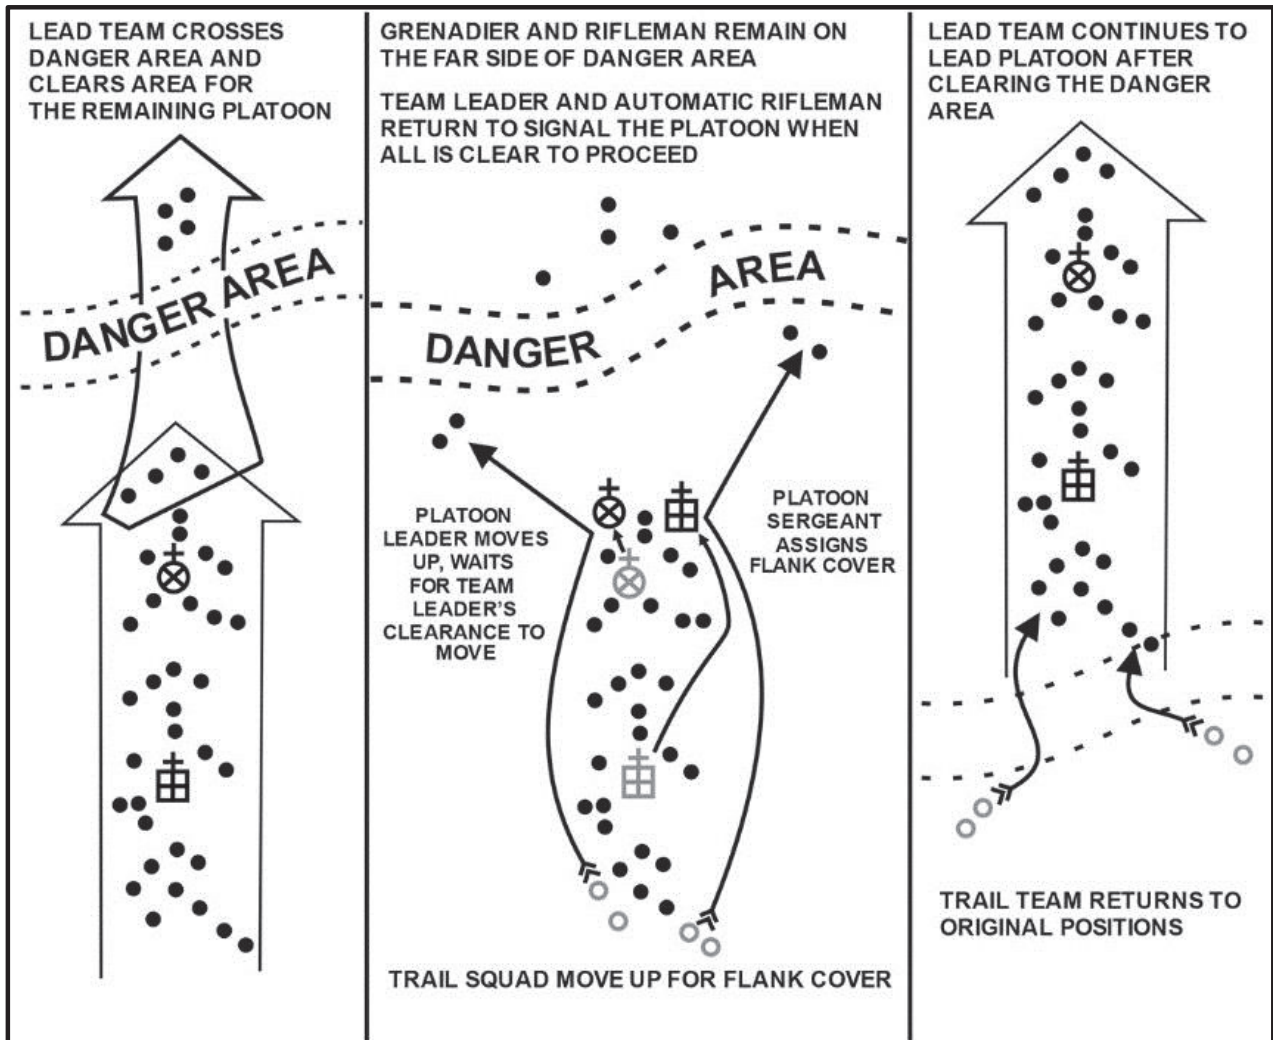 LEAD TEAM CROSSES
DANGER AREA AND
CLEARS AREA FOR
THE REMAINING PLATOON
DANGER AREA
GRENADIER AND RIFLEMAN REMAIN ON
THE FAR SIDE OF DANGER AREA
TEAM LEADER AND AUTOMATIC RIFLEMAN
RETURN TO SIGNAL THE PLATOON WHEN
ALL IS CLEAR TO PROCEED
DANGER AREA
PLATOON
LEADER MOVES
UP, WAITS
FOR TEAM
LEADER'S
CLEARANCE TO
MOVE
PLATOON
SERGEANT
ASSIGNS
FLANK COVER
TRAIL SQUAD MOVE UP FOR FLANK COVER
LEAD TEAM CONTINUES TO
LEAD PLATOON AFTER
CLEARING THE DANGER
AREA
TRAIL TEAM RETURNS TO
ORIGINAL POSITIONS